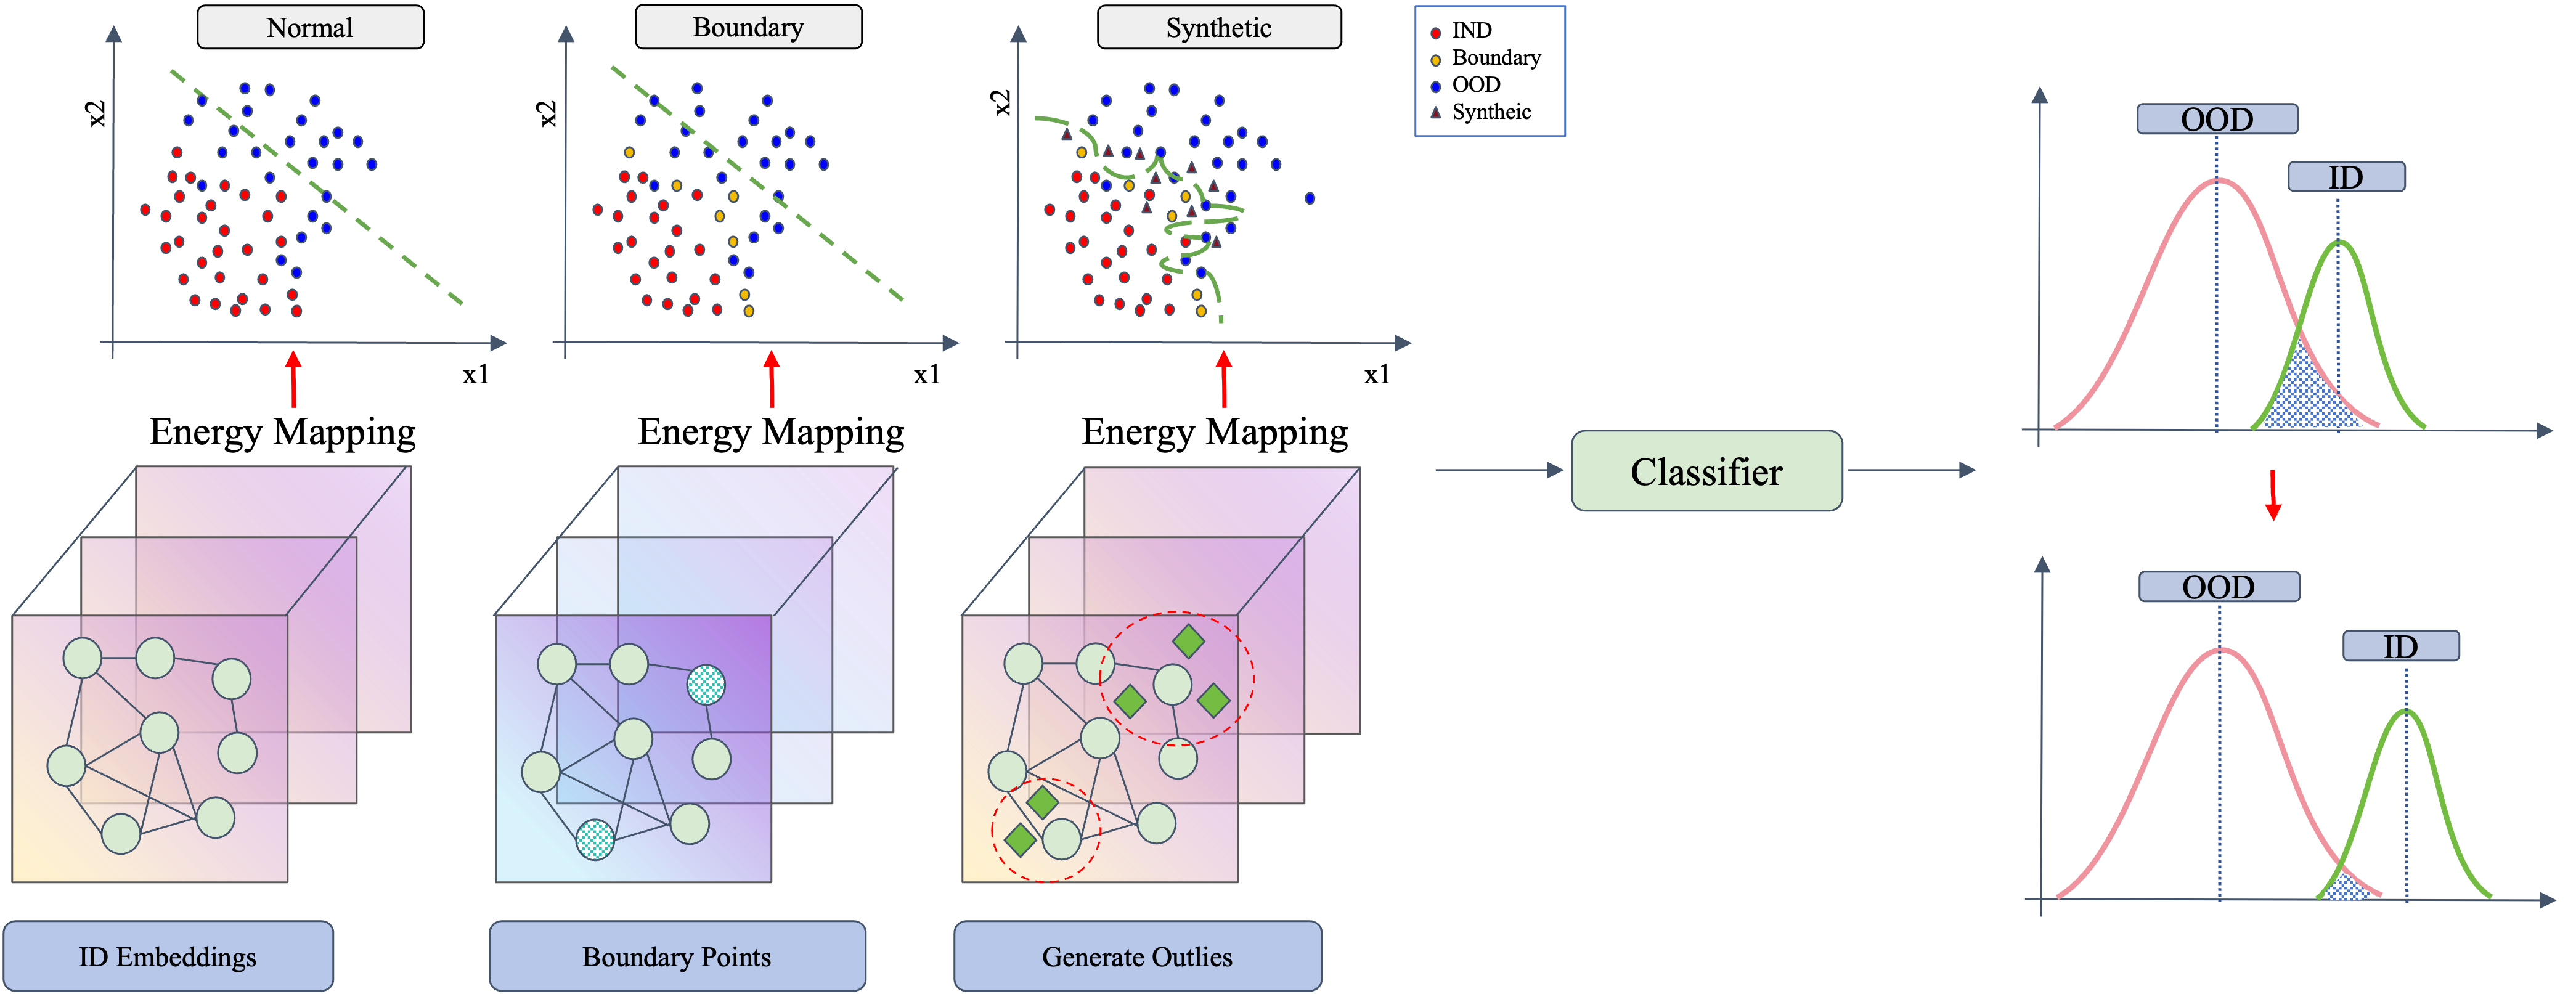 Normal
Boundary
Synthetic
IND
Boundary
OOD
Syntheic
x2
x2
x2
x1
x1
x1
Energy Mapping
Energy Mapping
Energy Mapping
Classifier
OOD
ID
OOD
ID
ID Embeddings
Boundary Points
Generate Outlies